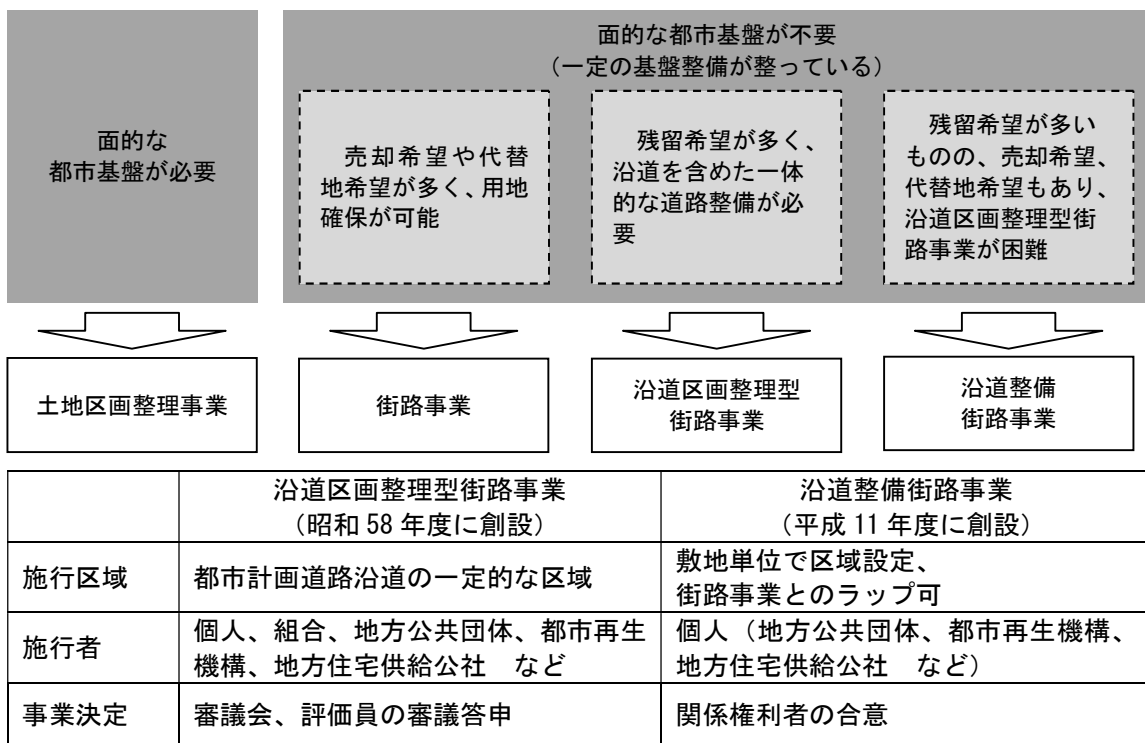 面的な
都市基盤が必要
面的な都市基盤が不要
（一定の基盤整備が整っている）
売却希望や代替
地希望が多く、用地
確保が可能
残留希望が多く、
沿道を含めた一体
的な道路整備が必
要
残留希望が多い
ものの、売却希望、
代替地希望もあり、
沿道区画整理型街
路事業が困難
土地区画整理事業
街路事業
沿道区画整理型
街路事業
沿道整備
街路事業
沿道区画整理型街路事業
（昭和 58 年度に創設）
沿道整備街路事業
（平成 11 年度に創設）
施行区域
都市計画道路沿道の一定的な区域
敷地単位で区域設定、
街路事業とのラップ可
施行者
個人、組合、地方公共団体、都市再生
機構、地方住宅供給公社　など
個人（地方公共団体、都市再生機構、
地方住宅供給公社　など）
事業決定
審議会、評価員の審議答申
関係権利者の合意